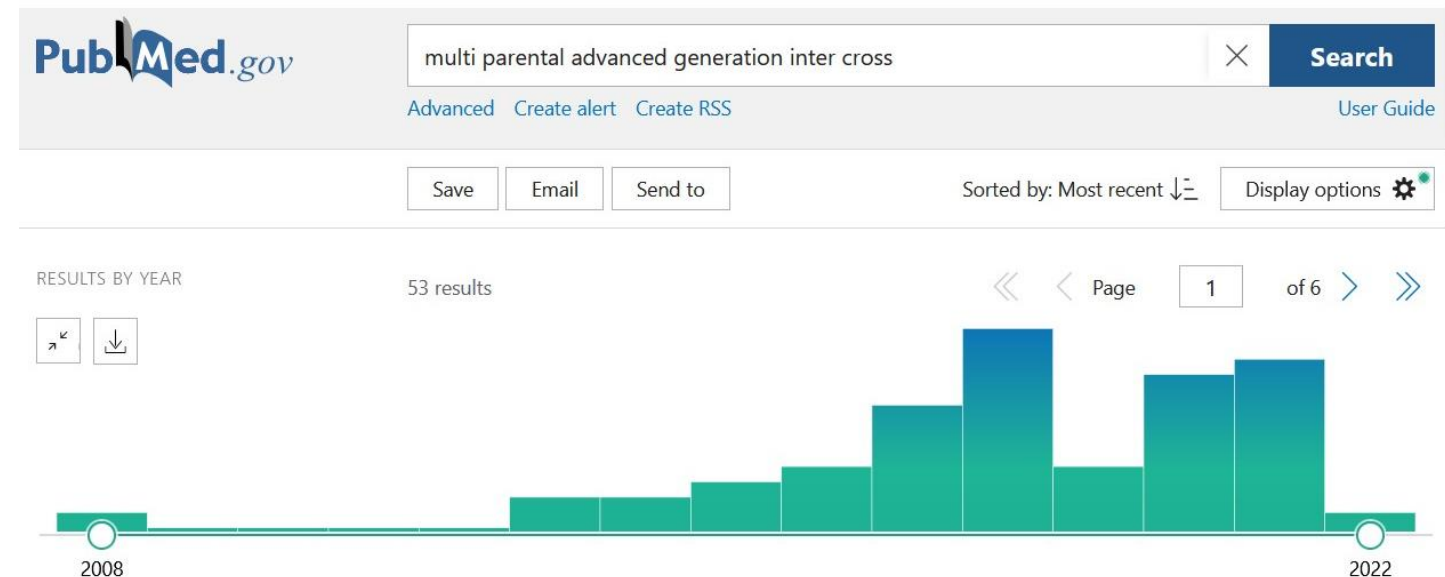 PubMed.gov
multi parental advanced generation inter cross
Search
Advanced Create alert Create RSS
User Guide
Save Email Send to
Sorted by: Most recent
Display options
RESULTS BY YEAR
53 results
Page 1 of 6
2008
2022